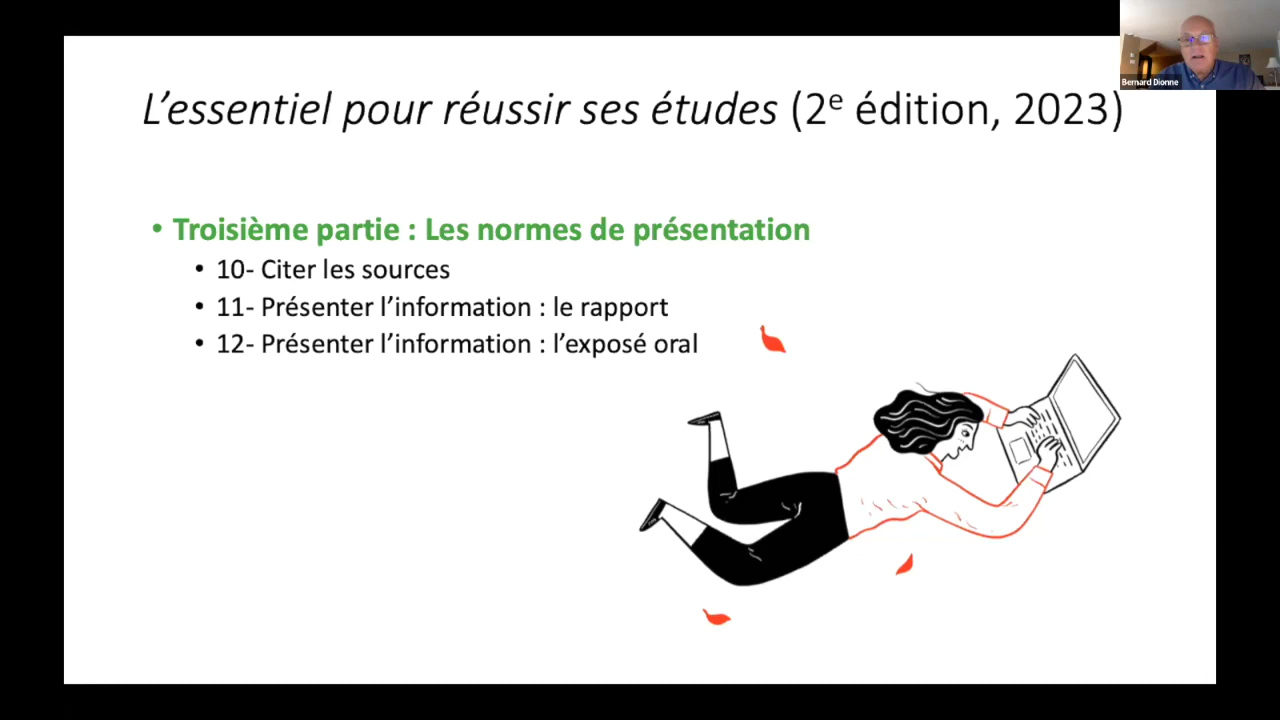 Bernard Dionne
L’essentiel pour réussir ses études (2e édition, 2023)
• Troisième partie : Les normes de présentation
• 10- Citer les sources
• 11- Présenter l’information : le rapport
• 12- Présenter l’information : l’exposé oral